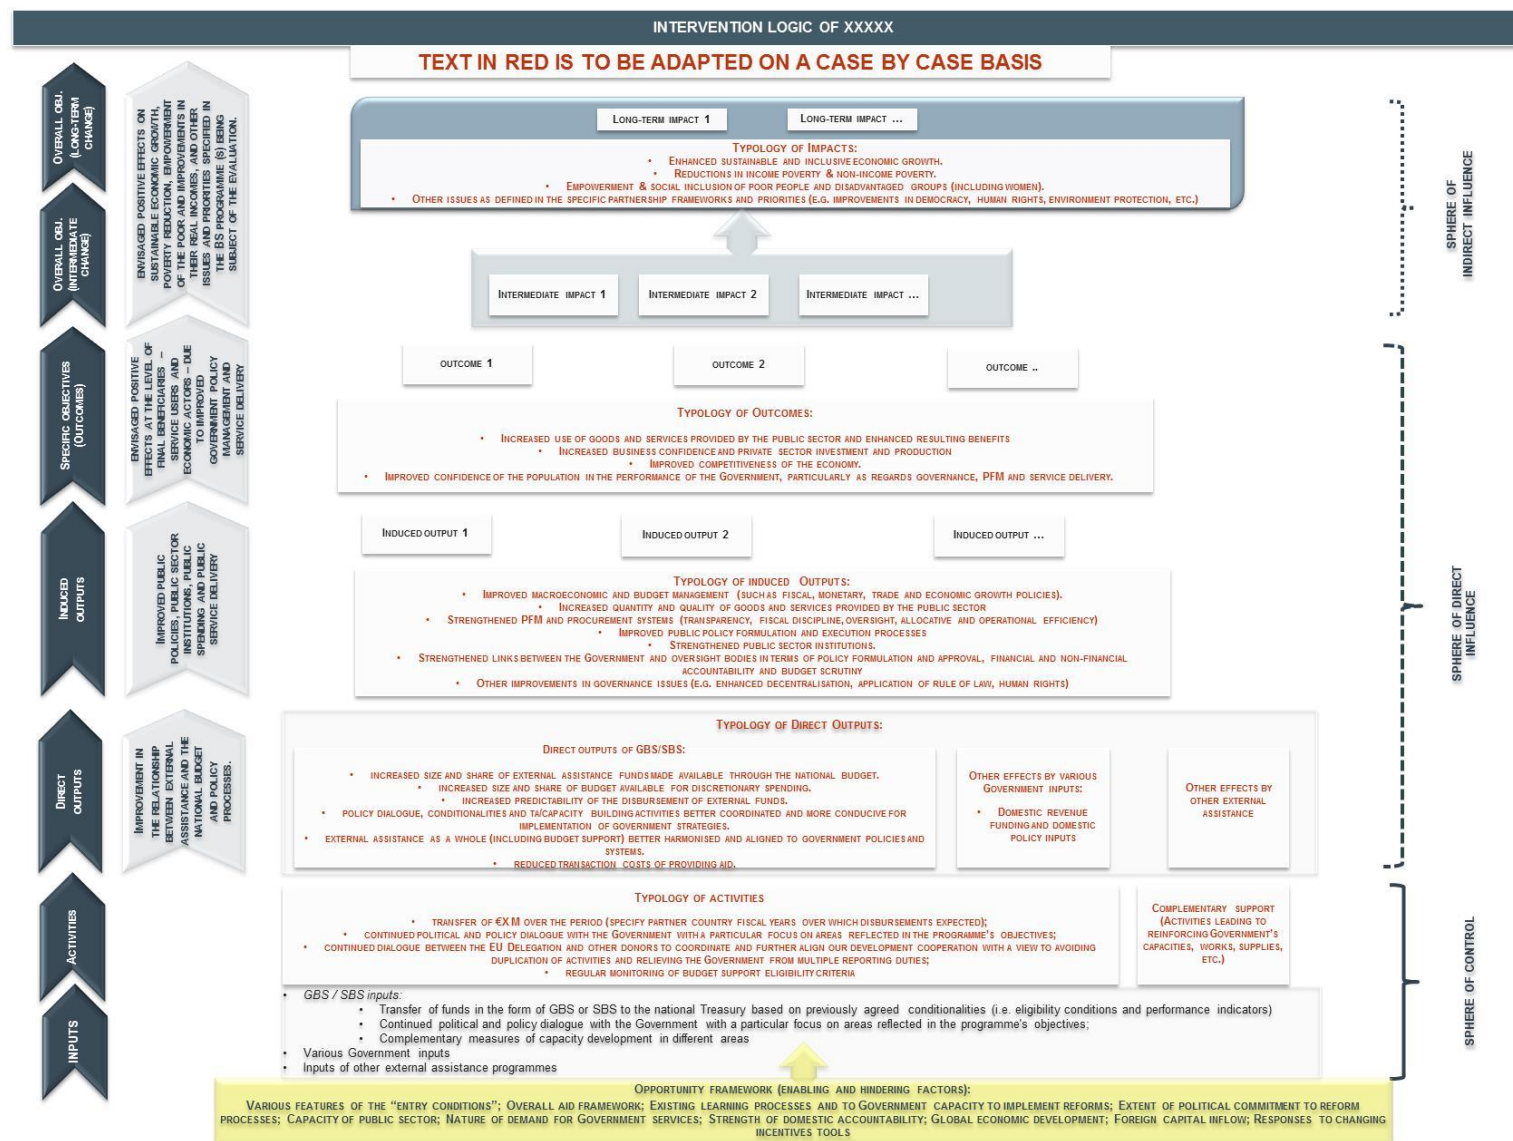 INTERVENTION LOGIC OF XXXXX
TEXT IN RED IS TO BE ADAPTED ON A CASE BY CASE BASIS
OVERALL OBJ.
(LONG-TERM
CHANGE)
OVERALL OBJ.
(INTERMEDIATE
CHANGE)
ENVISAGED POSITIVE EFFECTS ON
SUSTAINABLE ECONOMIC GROWTH,
POVERTY REDUCTION, EMPOWERMENT
OF THE POOR AND IMPROVEMENTS IN
THEIR REAL INCOMES, AND OTHER
ISSUES AND PRIORITIES SPECIFIED IN
THE BS PROGRAMME (S) BEING
SUBJECT OF THE EVALUATION.
LONG-TERM IMPACT 1
LONG-TERM IMPACT ...
TYPOLOGY OF IMPACTS:
• ENHANCED SUSTAINABLE AND INCLUSIVE ECONOMIC GROWTH.
• REDUCTIONS IN INCOME POVERTY & NON-INCOME POVERTY.
• EMPOWERMENT & SOCIAL INCLUSION OF POOR PEOPLE AND DISADVANTAGED GROUPS (INCLUDING WOMEN).
• OTHER ISSUES AS DEFINED IN THE SPECIFIC PARTNERSHIP FRAMEWORKS AND PRIORITIES (E.G. IMPROVEMENTS IN DEMOCRACY, HUMAN RIGHTS, ENVIRONMENT PROTECTION, ETC.)
INTERMEDIATE IMPACT 1
INTERMEDIATE IMPACT 2
INTERMEDIATE IMPACT ...
SPHERE OF
INDIRECT INFLUENCE
SPECIFIC OBJECTIVES
(OUTCOMES)
ENVISAGED POSITIVE
EFFECTS AT THE LEVEL OF
FINAL BENEFICIARIES –
SERVICE USERS AND
ECONOMIC ACTORS – DUE
TO IMPROVED
GOVERNMENT POLICY
MANAGEMENT AND
SERVICE DELIVERY
OUTCOME 1
OUTCOME 2
OUTCOME ..
TYPOLOGY OF OUTCOMES:
• INCREASED USE OF GOODS AND SERVICES PROVIDED BY THE PUBLIC SECTOR AND ENHANCED RESULTING BENEFITS
• INCREASED BUSINESS CONFIDENCE AND PRIVATE SECTOR INVESTMENT AND PRODUCTION
• IMPROVED COMPETITIVENESS OF THE ECONOMY.
• IMPROVED CONFIDENCE OF THE POPULATION IN THE PERFORMANCE OF THE GOVERNMENT, PARTICULARLY AS REGARDS GOVERNANCE, PFM AND SERVICE DELIVERY.
INDUCED
OUTPUTS
IMPROVED PUBLIC
POLICIES, PUBLIC SECTOR
INSTITUTIONS, PUBLIC
SPENDING AND PUBLIC
SERVICE DELIVERY
INDUCED OUTPUT 1
INDUCED OUTPUT 2
INDUCED OUTPUT ...
TYPOLOGY OF INDUCED OUTPUTS:
• IMPROVED MACROECONOMIC AND BUDGET MANAGEMENT (SUCH AS FISCAL, MONETARY, TRADE AND ECONOMIC GROWTH POLICIES).
• INCREASED QUANTITY AND QUALITY OF GOODS AND SERVICES PROVIDED BY THE PUBLIC SECTOR
• STRENGTHENED PFM AND PROCUREMENT SYSTEMS (TRANSPARENCY, FISCAL DISCIPLINE, OVERSIGHT, ALLOCATIVE AND OPERATIONAL EFFICIENCY)
• IMPROVED PUBLIC POLICY FORMULATION AND EXECUTION PROCESSES
• STRENGTHENED PUBLIC SECTOR INSTITUTIONS.
• STRENGTHENED LINKS BETWEEN THE GOVERNMENT AND OVERSIGHT BODIES IN TERMS OF POLICY FORMULATION AND APPROVAL, FINANCIAL AND NON-FINANCIAL
ACCOUNTABILITY AND BUDGET SCRUTINY
• OTHER IMPROVEMENTS IN GOVERNANCE ISSUES (E.G. ENHANCED DECENTRALISATION, APPLICATION OF RULE OF LAW, HUMAN RIGHTS)
SPHERE OF DIRECT
INFLUENCE
DIRECT
OUTPUTS
IMPROVEMENT IN
THE RELATIONSHIP
BETWEEN EXTERNAL
ASSISTANCE AND THE
NATIONAL BUDGET
AND POLICY
PROCESSES.
TYPOLOGY OF DIRECT OUTPUTS:
DIRECT OUTPUTS OF GBS/SBS:
• INCREASED SIZE AND SHARE OF EXTERNAL ASSISTANCE FUNDS MADE AVAILABLE THROUGH THE NATIONAL BUDGET.
• INCREASED SIZE AND SHARE OF BUDGET AVAILABLE FOR DISCRETIONARY SPENDING.
• INCREASED PREDICTABILITY OF THE DISBURSEMENT OF EXTERNAL FUNDS.
• POLICY DIALOGUE, CONDITIONALITIES AND TA/CAPACITY BUILDING ACTIVITIES BETTER COORDINATED AND MORE CONDUCIVE FOR
IMPLEMENTATION OF GOVERNMENT STRATEGIES.
• EXTERNAL ASSISTANCE AS A WHOLE (INCLUDING BUDGET SUPPORT) BETTER HARMONISED AND ALIGNED TO GOVERNMENT POLICIES AND
SYSTEMS.
• REDUCED TRANSACTION COSTS OF PROVIDING AID.
OTHER EFFECTS BY VARIOUS
GOVERNMENT INPUTS:
• DOMESTIC REVENUE
FUNDING AND DOMESTIC
POLICY INPUTS
OTHER EFFECTS BY
OTHER EXTERNAL
ASSISTANCE
ACTIVITIES
TYPOLOGY OF ACTIVITIES
• TRANSFER OF €X M OVER THE PERIOD (SPECIFY PARTNER COUNTRY FISCAL YEARS OVER WHICH DISBURSEMENTS EXPECTED);
• CONTINUED POLITICAL AND POLICY DIALOGUE WITH THE GOVERNMENT WITH A PARTICULAR FOCUS ON AREAS REFLECTED IN THE PROGRAMME'S OBJECTIVES;
• CONTINUED DIALOGUE BETWEEN THE EU DELEGATION AND OTHER DONORS TO COORDINATE AND FURTHER ALIGN OUR DEVELOPMENT COOPERATION WITH A VIEW TO AVOIDING
DUPLICATION OF ACTIVITIES AND RELIEVING THE GOVERNMENT FROM MULTIPLE REPORTING DUTIES;
• REGULAR MONITORING OF BUDGET SUPPORT ELIGIBILITY CRITERIA
COMPLEMENTARY SUPPORT
(ACTIVITIES LEADING TO
REINFORCING GOVERNMENT'S
CAPACITIES, WORKS, SUPPLIES,
ETC.)
SPHERE OF CONTROL
INPUTS
• GBS / SBS inputs:
• Transfer of funds in the form of GBS or SBS to the national Treasury based on previously agreed conditionalities (i.e. eligibility conditions and performance indicators)
• Continued political and policy dialogue with the Government with a particular focus on areas reflected in the programme's objectives;
• Complementary measures of capacity development in different areas
• Various Government inputs
• Inputs of other external assistance programmes
OPPORTUNITY FRAMEWORK (ENABLING AND HINDERING FACTORS):
VARIOUS FEATURES OF THE "ENTRY CONDITIONS"; OVERALL AID FRAMEWORK; EXISTING LEARNING PROCESSES AND TO GOVERNMENT CAPACITY TO IMPLEMENT REFORMS; EXTENT OF POLITICAL COMMITMENT TO REFORM
PROCESSES; CAPACITY OF PUBLIC SECTOR; NATURE OF DEMAND FOR GOVERNMENT SERVICES; STRENGTH OF DOMESTIC ACCOUNTABILITY; GLOBAL ECONOMIC DEVELOPMENT; FOREIGN CAPITAL INFLOW; RESPONSES TO CHANGING
INCENTIVES TOOLS